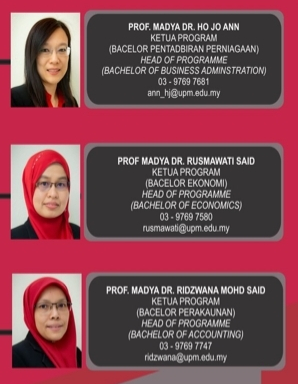 PROF. MADYA DR. HO JO ANN
KETUA PROGRAM
(BACELOR PENTADBIRAN PERNIAGAAN)
HEAD OF PROGRAMME
(BACHELOR OF BUSINESS ADMINSTRATION)
03 - 9769 7681
ann_hj@upm.edu.my
PROF MADYA DR. RUSMAWATI SAID
KETUA PROGRAM
(BACELOR EKONOMI)
HEAD OF PROGRAMME
(BACHELOR OF ECONOMICS)
03 - 9769 7580
rusmawati@upm.edu.my
PROF. MADYA DR. RIDZWANA MOHD SAID
KETUA PROGRAM
(BACELOR PERAKAUNAN)
HEAD OF PROGRAMME
(BACHELOR OF ACCOUNTING)
03 - 9769 7747
ridzwana@upm.edu.my